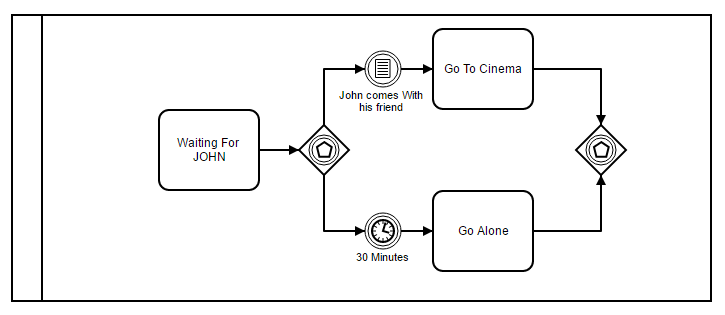 John comes With
his friend
Go To Cinema
Waiting For
JOHN
30 Minutes
Go Alone